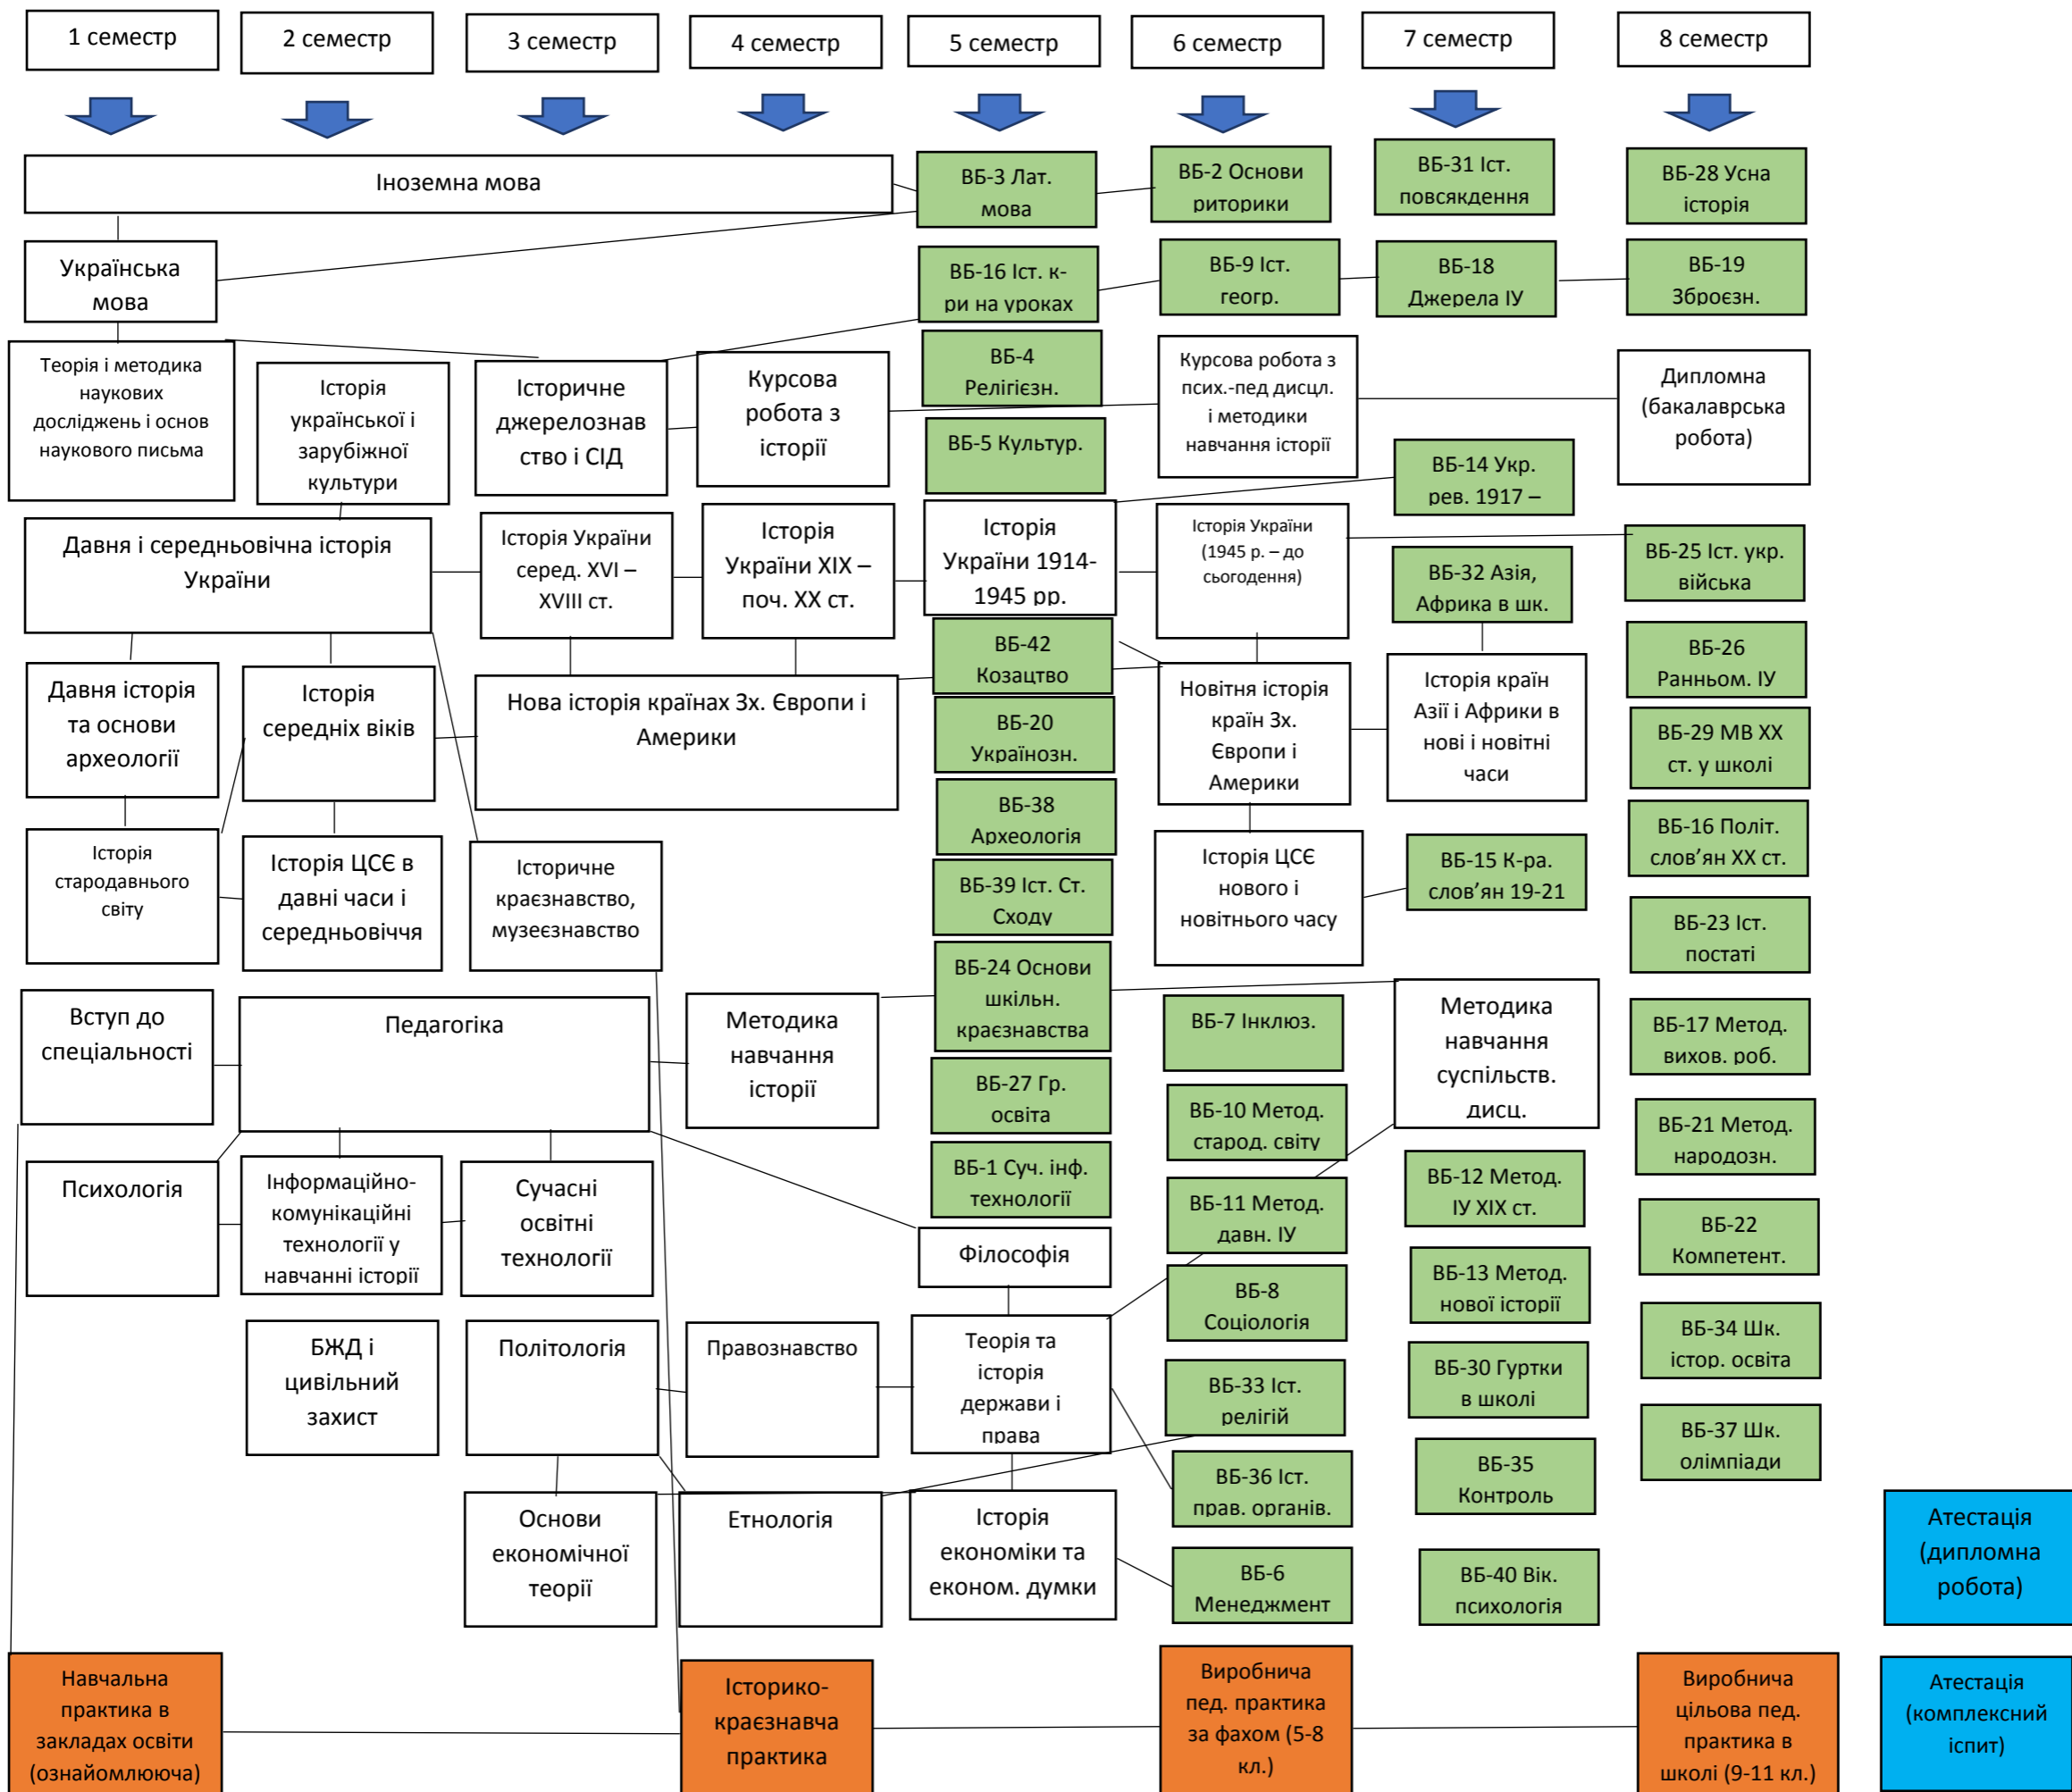 1 семестр
2 семестр
3 семестр
4 семестр
5 семестр
6 семестр
7 семестр
8 семестр
Іноземна мова
ВБ-3 Лат.
мова
ВБ-2 Основи
риторики
ВБ-31 Іст.
повсякдення
ВБ-28 Усна
історія
Українська
мова
ВБ-16 Іст. к-
ри на уроках
ВБ-9 Іст.
геогр.
ВБ-18
Джерела ІУ
ВБ-19
Зброєзн.
Теорія і методика
наукових
досліджень і основ
наукового письма
Історія
української і
зарубіжної
культури
Історичне
джерелознав
ство і СІД
Курсова
робота з
історії
ВБ-4
Релігієзн.
ВБ-5 Культур.
Курсова робота з
псих.-пед дисцл.
і методики
навчання історії
ВБ-14 Укр.
рев. 1917 –
Дипломна
(бакалаврська
робота)
Давня і середньовічна історія
України
Історія України
серед. XVI –
XVIII ст.
Історія
України XIX –
поч. XX ст.
Історія
України 1914-
1945 рр.
Історія України
(1945 р. – до
сьогодення)
ВБ-32 Азія,
Африка в шк.
ВБ-25 Іст. укр.
війська
Давня історія
та основи
археології
Історія
середніх віків
Нова історія країнах Зх. Європи і
Америки
ВБ-42
Козацтво
ВБ-20
Українозн.
Новітня історія
країн Зх.
Європи і
Америки
Історія країн
Азії і Африки в
нові і новітні
часи
ВБ-26
Ранньом. ІУ
ВБ-29 МВ ХХ
ст. у школі
Історія
стародавнього
світу
Історія ЦСЄ в
давні часи і
середньовіччя
Історичне
краєзнавство,
музеєзнавство
ВБ-38
Археологія
ВБ-39 Іст. Ст.
Сходу
Історія ЦСЄ
нового і
новітнього часу
ВБ-15 К-ра.
слов’ян 19-21
ВБ-16 Політ.
слов’ян ХХ ст.
ВБ-23 Іст.
постаті
Вступ до
спеціальності
Педагогіка
Методика
навчання
історії
ВБ-24 Основи
шкільн.
краєзнавства
ВБ-27 Гр.
освіта
ВБ-7 Інклюз.
ВБ-10 Метод.
старод. світу
Методика
навчання
суспільств.
дисц.
ВБ-17 Метод.
вихов. роб.
ВБ-21 Метод.
народозн.
Психологія
Інформаційно-
комунікаційні
технології у
навчанні історії
Сучасні
освітні
технології
ВБ-1 Суч. інф.
технології
Філософія
ВБ-11 Метод.
давн. ІУ
ВБ-12 Метод.
ІУ ХІХ ст.
ВБ-22
Компетент.
БЖД і
цивільний
захист
Політологія
Правознавство
Теорія та
історія
держави і
права
ВБ-8
Соціологія
ВБ-33 Іст.
релігій
ВБ-13 Метод.
нової історії
ВБ-30 Гуртки
в школі
ВБ-34 Шк.
істор. освіта
ВБ-37 Шк.
олімпіади
Основи
економічної
теорії
Етнологія
Історія
економіки та
економ. думки
ВБ-36 Іст.
прав. органів.
ВБ-6
Менеджмент
ВБ-35
Контроль
ВБ-40 Вік.
психологія
Атестація
(дипломна
робота)
Навчальна
практика в
закладах освіти
(ознайомлююча)
Історико-
краєзнавча
практика
Виробнича
пед. практика
за фахом (5-8
кл.)
Виробнича
цільова пед.
практика в
школі (9-11 кл.)
Атестація
(комплексний
іспит)